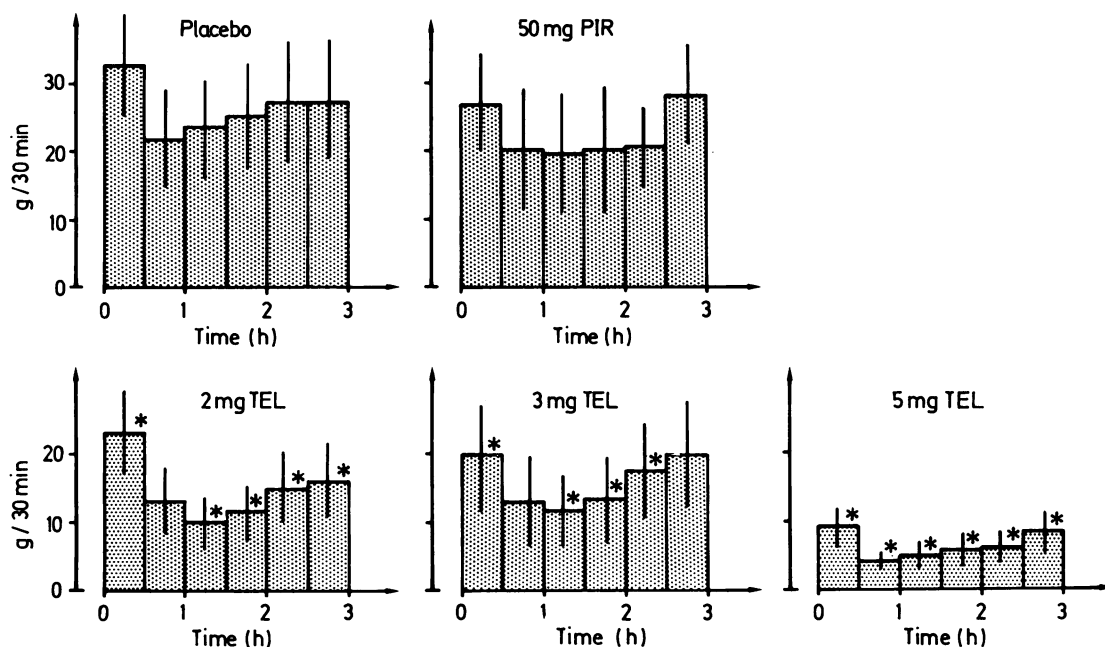 Placebo
g/30 min
30
20
10
0
0 1 2 3
Time (h)
50 mg PIR
0 1 2 3
Time (h)
2 mg TEL
g/30 min
20
10
0
* * * * *
0 1 2 3
Time (h)
3 mg TEL
* * * *
0 1 2 3
Time (h)
5 mg TEL
* * * * * *
0 1 2 3
Time (h)